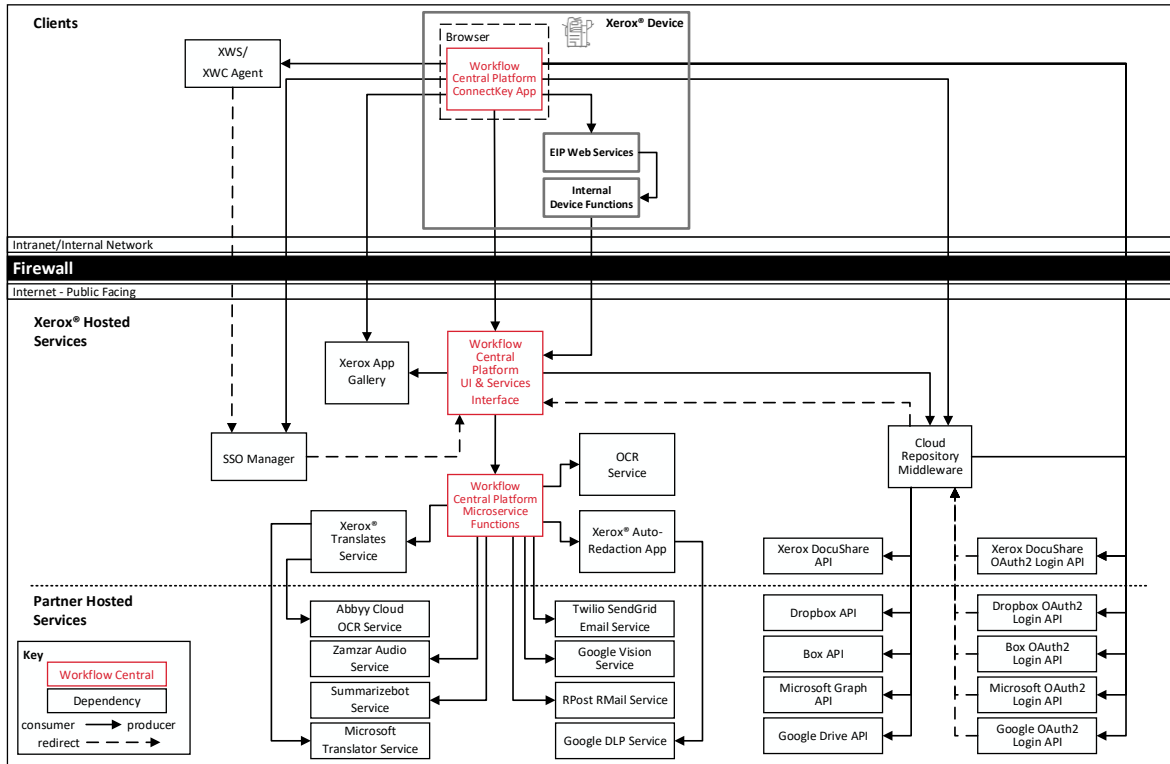 Clients
Xerox® Device
Browser
XWS/
XWC Agent
Workflow
Central Platform
ConnectKey App
EIP Web Services
Internal
Device Functions
Intranet/Internal Network
Firewall
Internet - Public Facing
Xerox® Hosted
Services
Xerox App
Gallery
Workflow
Central
Platform
UI & Services
Interface
SSO Manager
Cloud
Repository
Middleware
OCR
Service
Workflow
Central Platform
Microservice
Functions
Xerox®
Translates
Service
Xerox® Auto-
Redaction App
Xerox DocuShare
API
Xerox DocuShare
OAuth2 Login API
Partner Hosted
Services
Abbyy Cloud
OCR Service
Twilio SendGrid
Email Service
Dropbox API
Dropbox OAuth2
Login API
Zamzar Audio
Service
Google Vision
Service
Box API
Box OAuth2
Login API
Summarizebot
Service
RPost RMail Service
Microsoft Graph
API
Microsoft OAuth2
Login API
Microsoft
Translator Service
Google DLP Service
Google Drive API
Google OAuth2
Login API
Key
Workflow Central
Dependency
consumer
producer
redirect